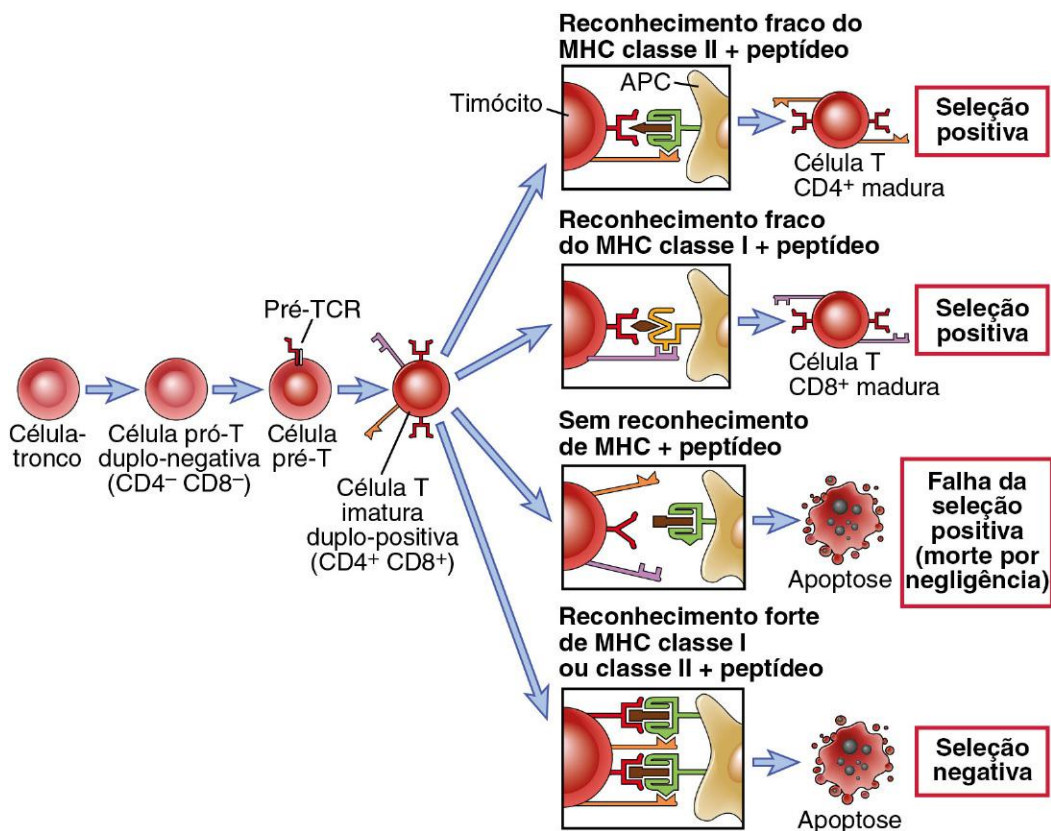 Reconhecimento fraco do
MHC classe II + peptídeo
APC
Timócito
Célula T
CD4+ madura
Seleção
positiva
Reconhecimento fraco
do MHC classe I + peptídeo
Célula T
CD8+ madura
Seleção
positiva
Pré-TCR
Célula-
tronco
Célula pró-T
duplo-negativa
(CD4– CD8–)
Célula
pré-T
Célula T
imatura
duplo-positiva
(CD4+ CD8+)
Sem reconhecimento
de MHC + peptídeo
Apoptose
Falha da
seleção
positiva
(morte por
negligência)
Reconhecimento forte
de MHC classe I
ou classe II + peptídeo
Apoptose
Seleção
negativa